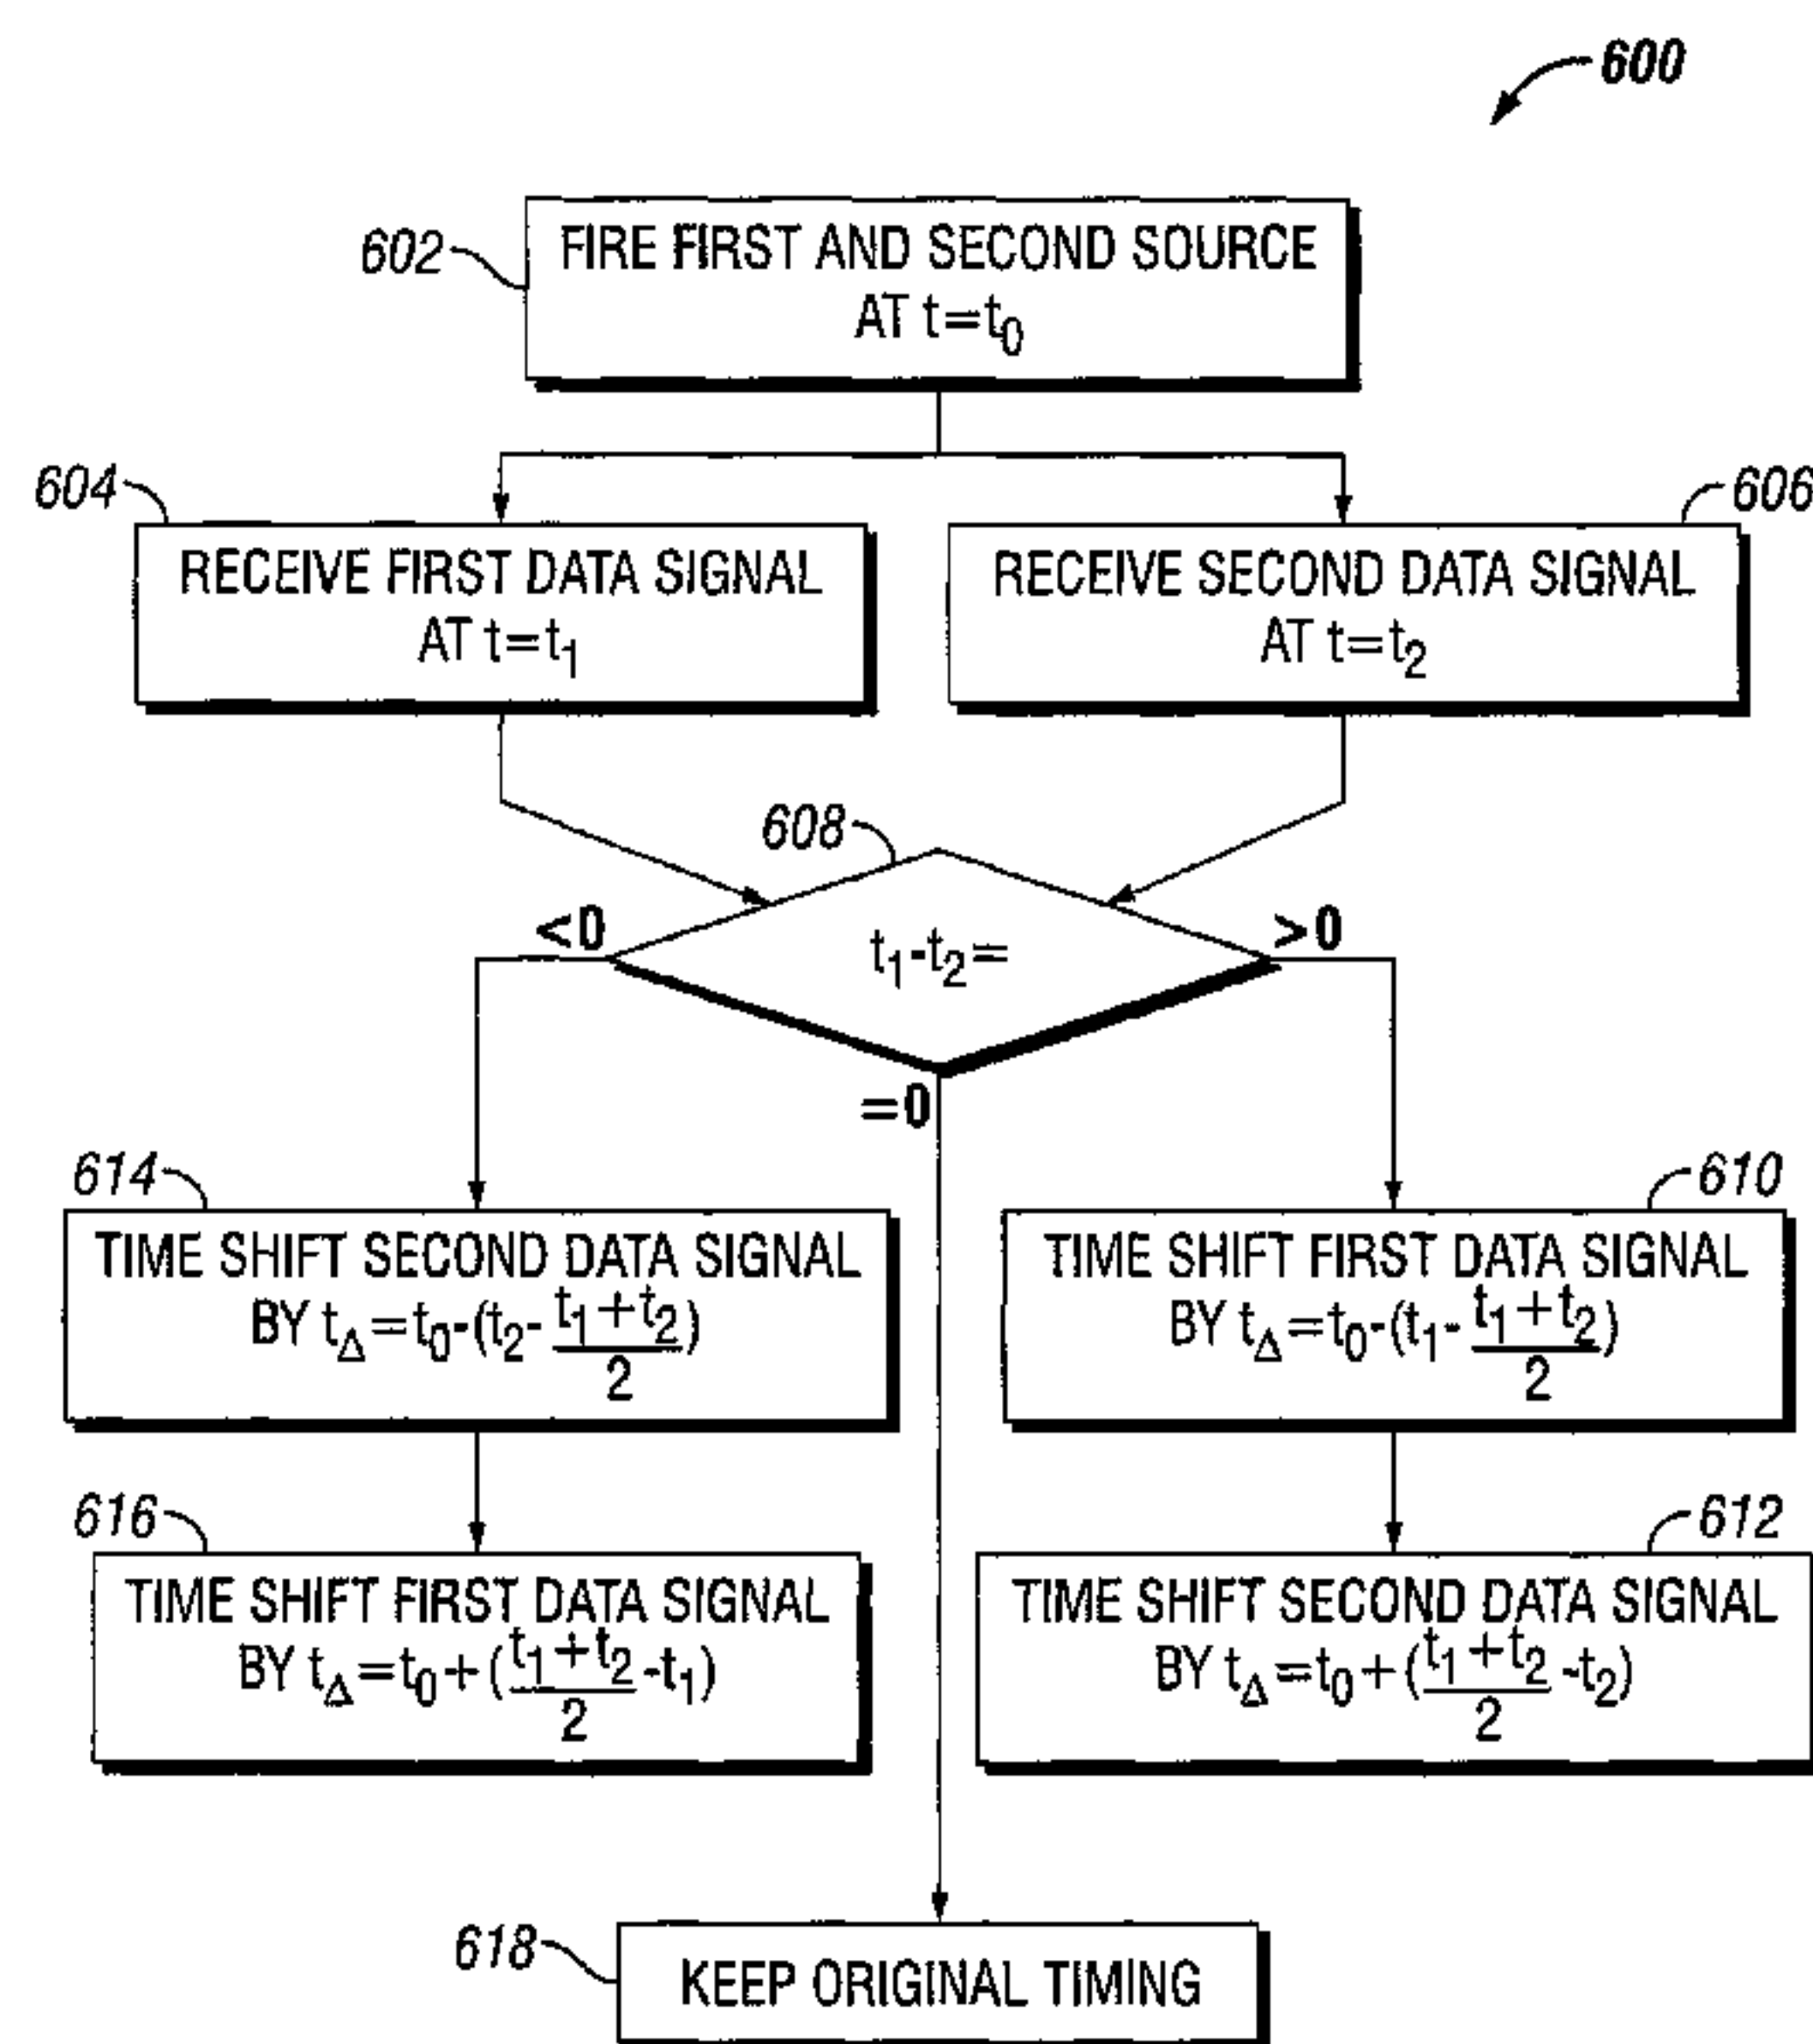 600
602
FIRE FIRST AND SECOND SOURCE
AT t=t₀
604
RECEIVE FIRST DATA SIGNAL
AT t=t₁
606
RECEIVE SECOND DATA SIGNAL
AT t=t₂
608
t₁-t₂=
<0
>0
=0
614
TIME SHIFT SECOND DATA SIGNAL
BY t_Δ=t₀-(t₂-(t₁+t₂)/2)
610
TIME SHIFT FIRST DATA SIGNAL
BY t_Δ=t₀-(t₁-(t₁+t₂)/2)
616
TIME SHIFT FIRST DATA SIGNAL
BY t_Δ=t₀+((t₁+t₂)/2-t₁)
612
TIME SHIFT SECOND DATA SIGNAL
BY t_Δ=t₀+((t₁+t₂)/2-t₂)
618
KEEP ORIGINAL TIMING